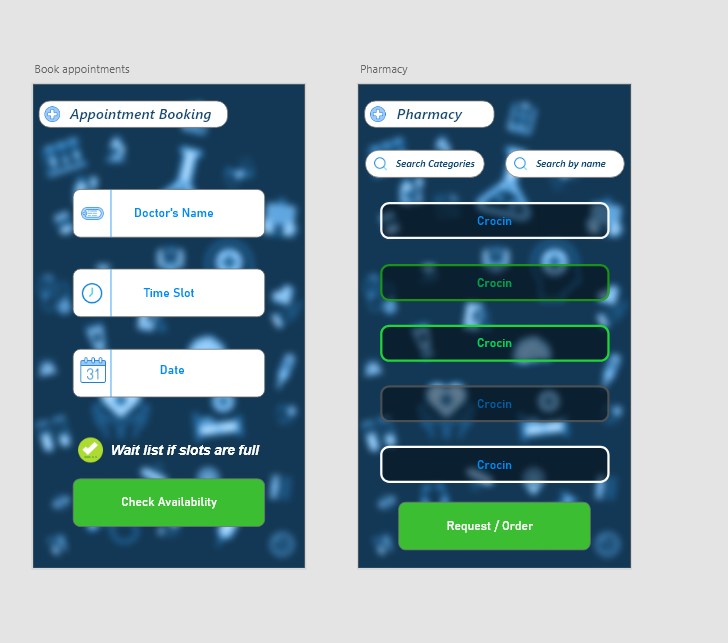 Book appointments
Appointment Booking
Doctor's Name
Time Slot
31
Date
Wait list if slots are full
Check Availability
Pharmacy
Pharmacy
Search Categories
Search by name
Crocin
Crocin
Crocin
Crocin
Crocin
Request / Order